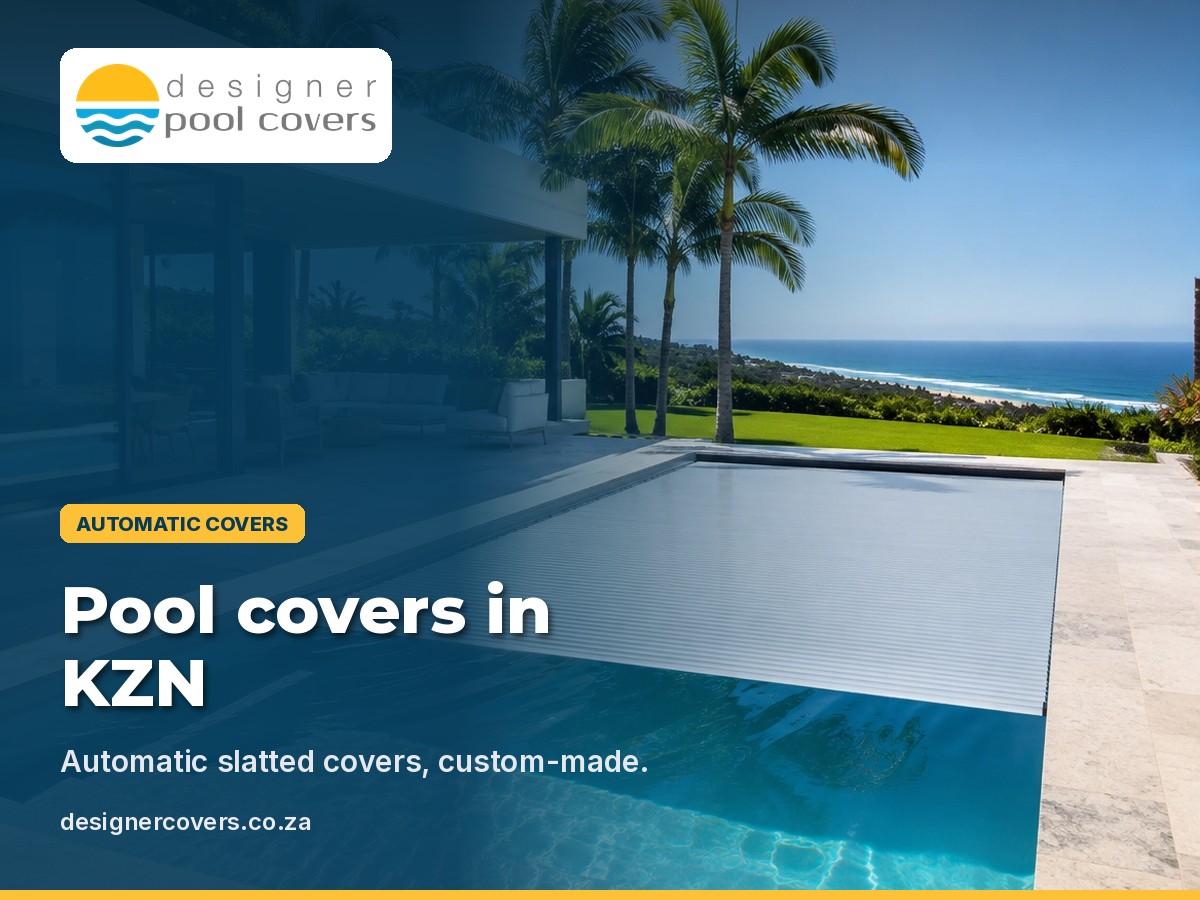 designer
pool covers
AUTOMATIC COVERS
Pool covers in
KZN
Automatic slatted covers, custom-made.
designercovers.co.za